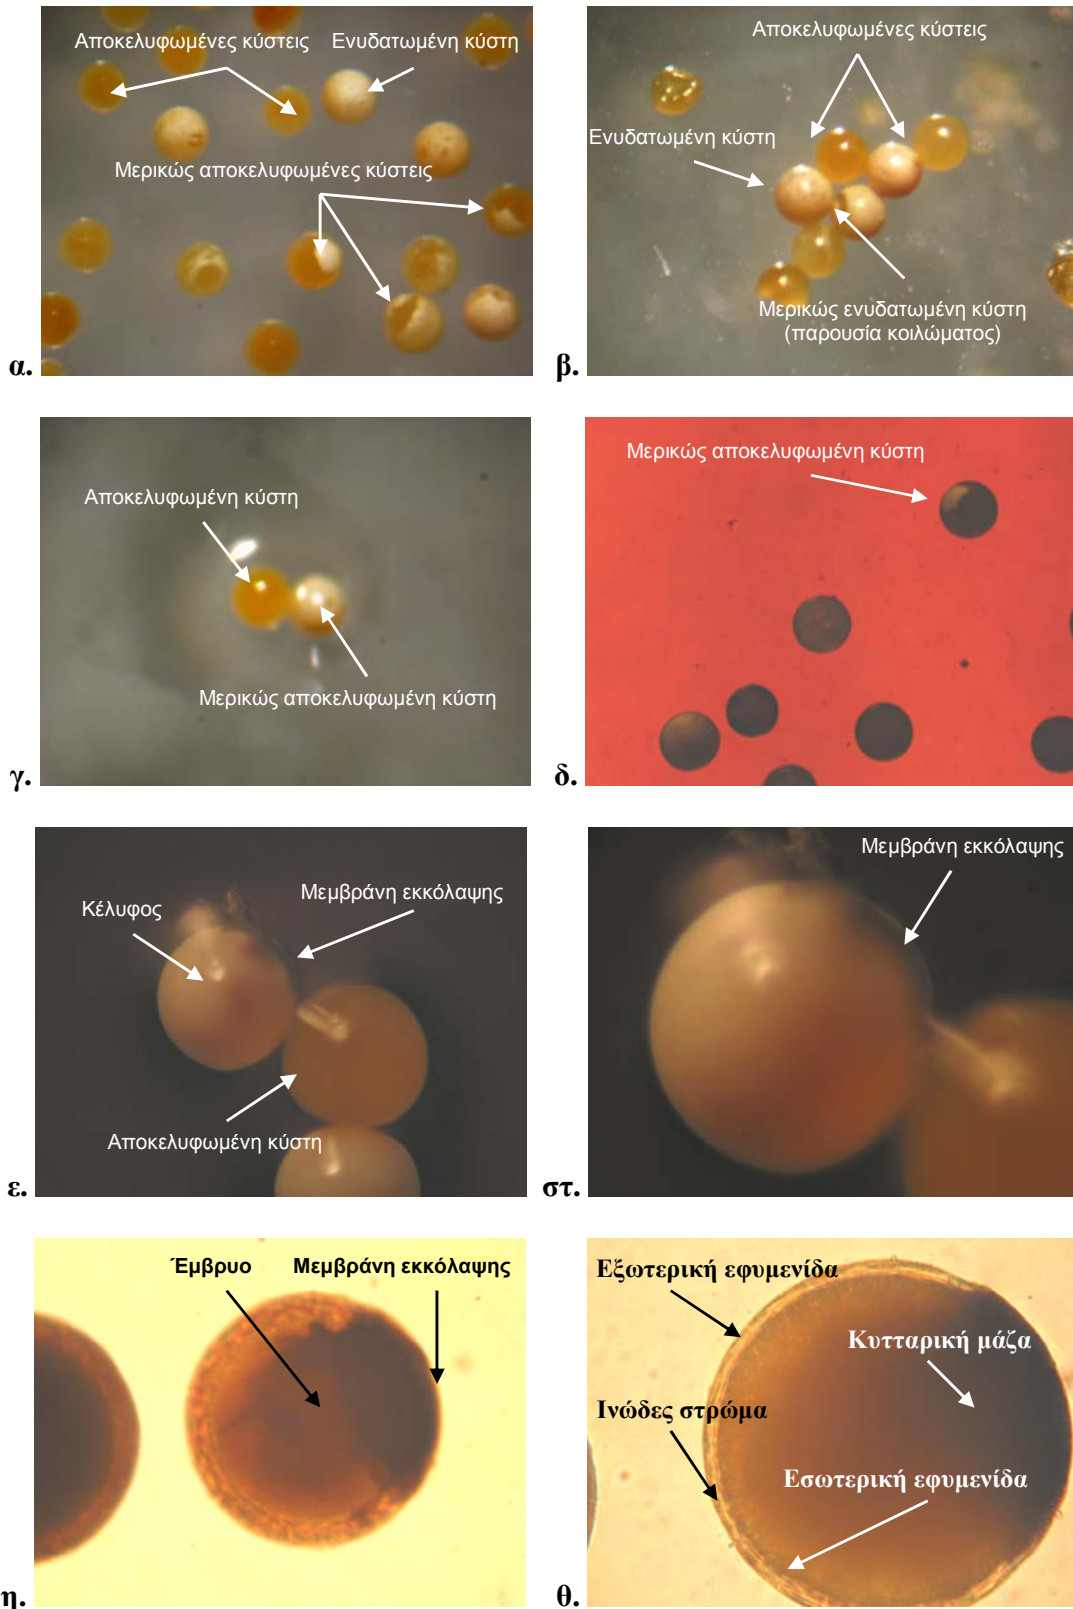 Αποκελυφωμένες κύστεις
Ενυδατωμένη κύστη
Μερικώς αποκελυφωμένες κύστεις
α.
Αποκελυφωμένες κύστεις
Ενυδατωμένη κύστη
Μερικώς ενυδατωμένη κύστη
(παρουσία κοιλώματος)
β.
Αποκελυφωμένη κύστη
Μερικώς αποκελυφωμένη κύστη
γ.
Μερικώς αποκελυφωμένη κύστη
δ.
Μεμβράνη εκκόλαψης
Κέλυφος
Αποκελυφωμένη κύστη
ε.
Μεμβράνη εκκόλαψης
στ.
Έμβρυο
Μεμβράνη εκκόλαψης
η.
Εξωτερική εφυμενίδα
Κυτταρική μάζα
Ινώδες στρώμα
Εσωτερική εφυμενίδα
θ.